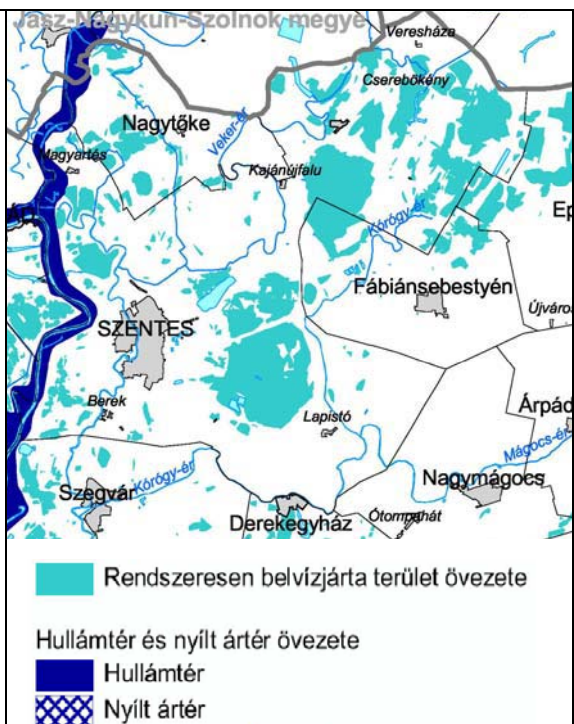 Jász-Nagykun-Szolnok megye
Veresháza
Cserebökény
Nagytőke
Veker-ér
Magyartés
Kajánújfalu
ÁD
Ep
Kórógy-ér
Fábiánsebestyén
Újváros
SZENTES
Berek
Lapistó
Árpád
Mágocs-ér
Kórógy-ér
Szegvár
Nagymágocs
Derekegyház
Ótompahát
Rendszeresen belvízjárta terület övezete
Hullámtér és nyílt ártér övezete
Hullámtér
Nyílt ártér